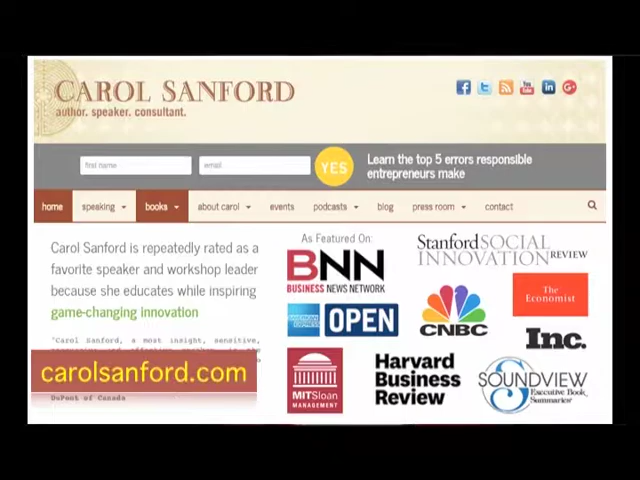 CAROL SANFORD
author. speaker. consultant.
first name
email
YES
Learn the top 5 errors responsible
entrepreneurs make
home
speaking
books
about carol
events
podcasts
blog
press room
contact
Carol Sanford is repeatedly rated as a
favorite speaker and workshop leader
because she educates while inspiring
game-changing innovation
"Carol Sanford, a most insight, sensitive,
carolsanford.com
DuPont of Canada
As Featured On:
BNN
BUSINESS NEWS NETWORK
Stanford SOCIAL
INNOVATION REVIEW
AMERICAN EXPRESS
OPEN
CNBC
The
Economist
Inc.
MIT Sloan
MANAGEMENT
Harvard
Business
Review
SOUNDVIEW
Executive Book
Summaries